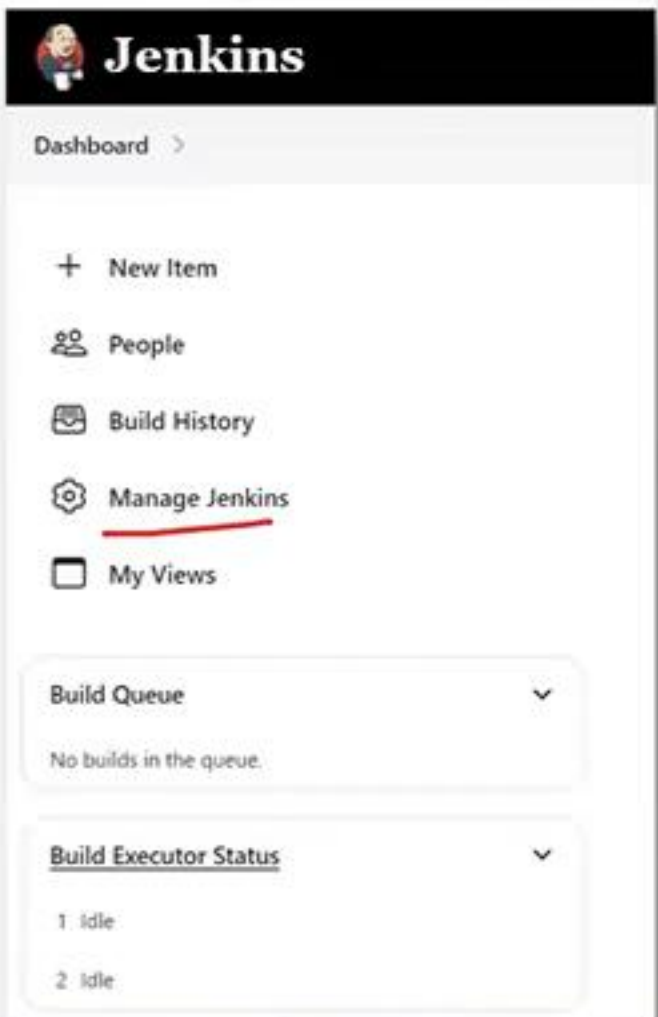 Jenkins
Dashboard
New Item
People
Build History
Manage Jenkins
My Views
Build Queue
No builds in the queue.
Build Executor Status
1 Idle
2 Idle